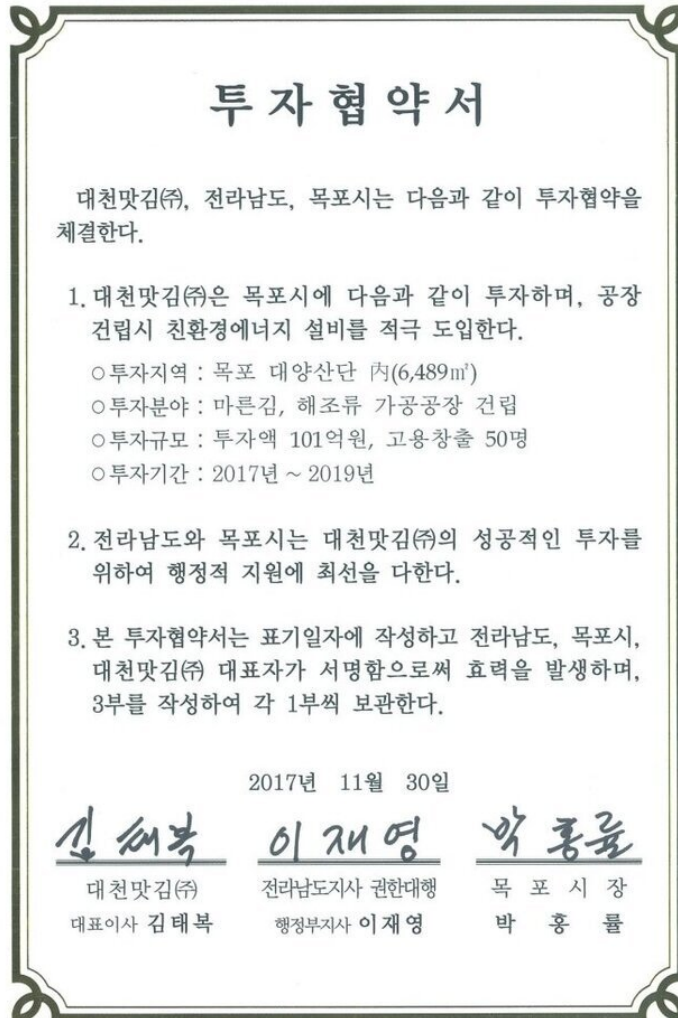 투자협약서
대천맛김㈜, 전라남도, 목포시는 다음과 같이 투자협약을
체결한다.
1. 대천맛김㈜은 목포시에 다음과 같이 투자하며, 공장
건립시 친환경에너지 설비를 적극 도입한다.
○투자지역 : 목포 대양산단 內(6,489㎡)
○투자분야 : 마른김, 해조류 가공공장 건립
○투자규모 : 투자액 101억원, 고용창출 50명
○투자기간 : 2017년 ~ 2019년
2. 전라남도와 목포시는 대천맛김㈜의 성공적인 투자를
위하여 행정적 지원에 최선을 다한다.
3. 본 투자협약서는 표기일자에 작성하고 전라남도, 목포시,
대천맛김㈜ 대표자가 서명함으로써 효력을 발생하며,
3부를 작성하여 각 1부씩 보관한다.
2017년 11월 30일
김태복 이재영 박홍률
대천맛김㈜ 전라남도지사 권한대행 목포시장
대표이사 김태복 행정부지사 이재영 박홍률